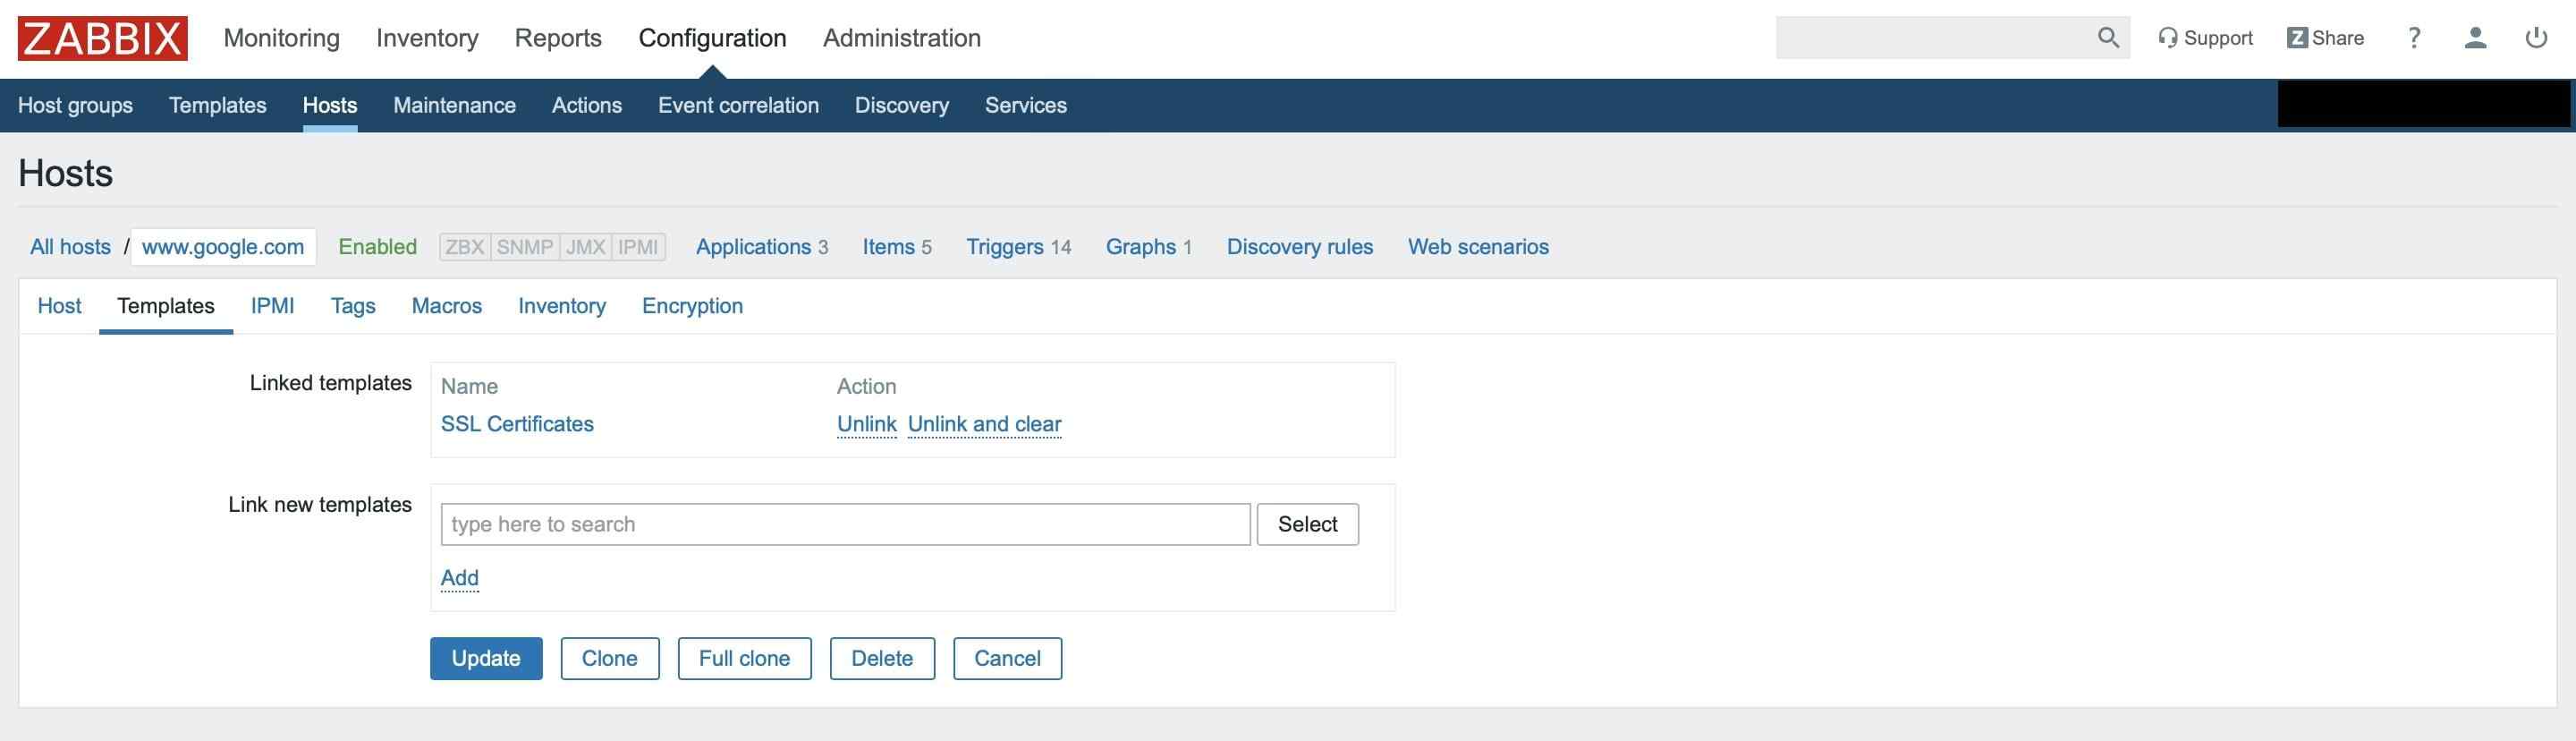 ZABBIX Monitoring Inventory Reports Configuration Administration Support Z Share ?
Host groups Templates Hosts Maintenance Actions Event correlation Discovery Services
Hosts
All hosts / www.google.com Enabled ZBX SNMP JMX IPMI Applications 3 Items 5 Triggers 14 Graphs 1 Discovery rules Web scenarios
Host Templates IPMI Tags Macros Inventory Encryption
Linked templates Name Action
SSL Certificates Unlink Unlink and clear
Link new templates
type here to search Select
Add
Update Clone Full clone Delete Cancel